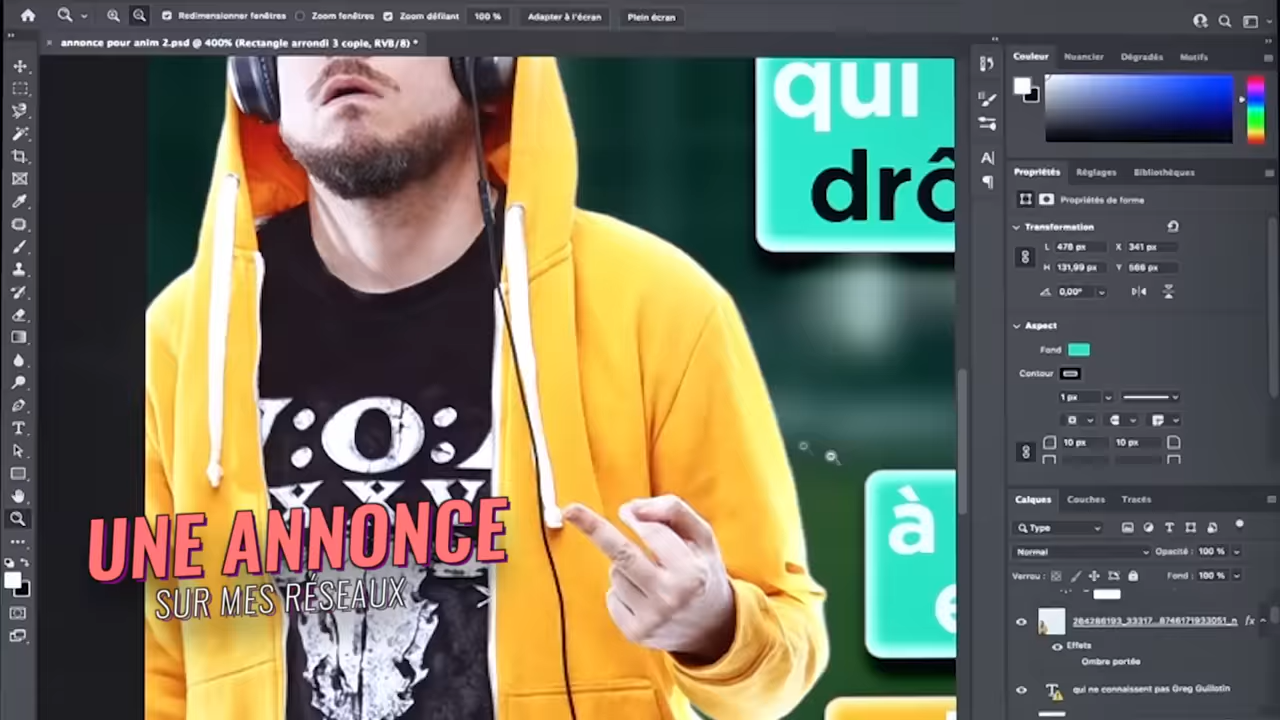 Redimensionner fenêtres
Zoom fenêtres
Zoom défilant
100 %
Adapter à l'écran
Plein écran
× annonce pour anim 2.psd @ 400% (Rectangle arrondi 3 copie, RVB/8) *
Couleur
Nuancier
Dégradés
Motifs
qui
drô
Propriétés
Réglages
Bibliothèques
Propriétés de forme
Transformation
L 476 px
X 341 px
H 131,99 px
Y 566 px
0,00°
Aspect
Fond
Contour
1 px
10 px
10 px
à
e
UNE ANNONCE
SUR MES RÉSEAUX
Calques
Couches
Tracés
Type
Normal
Opacité : 100 %
Verrou :
Fond : 100 %
264286193_33317...8746171933051_n
fx
Effets
Ombre portée
T
qui ne connaissent pas Greg Guillotin